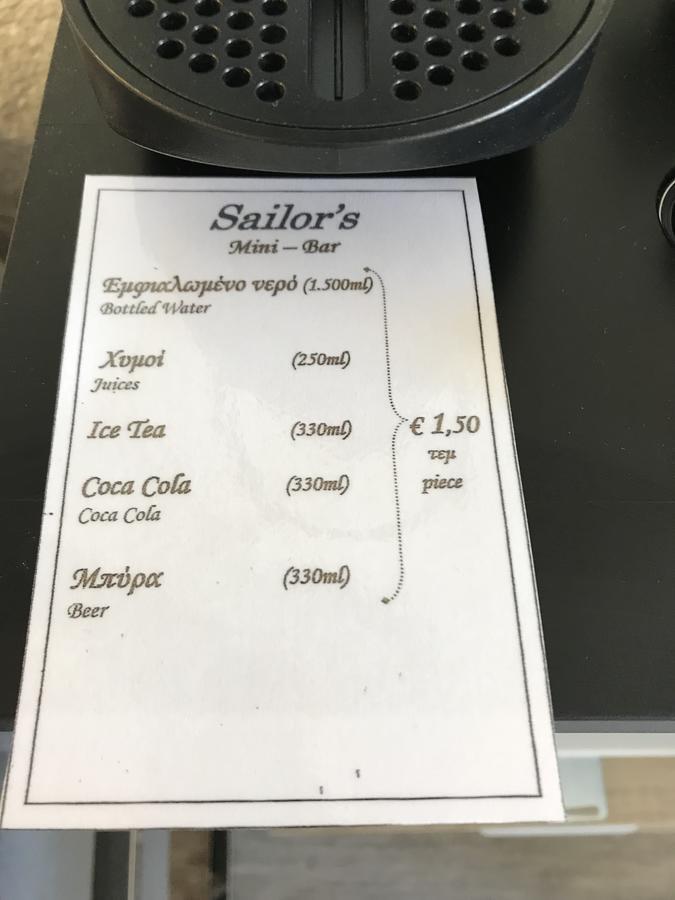 Sailor's
Mini – Bar
Εμφιαλωμένο νερό (1.500ml)
Bottled Water
Χυμοί (250ml)
Juices
Ice Tea (330ml)
€ 1,50
τεμ
piece
Coca Cola (330ml)
Coca Cola
Μπύρα (330ml)
Beer